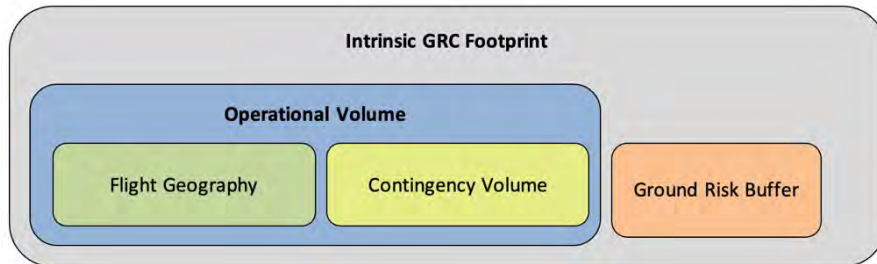 Intrinsic GRC Footprint
Operational Volume
Flight Geography
Contingency Volume
Ground Risk Buffer